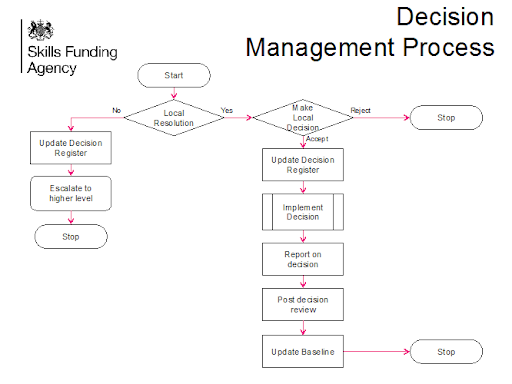 Decision
Management Process
Skills Funding
Agency
Start
No
Local
Resolution
Yes
Make
Local
Decision
Reject
Stop
Accept
Update Decision
Register
Escalate to
higher level
Stop
Update Decision
Register
Implement
Decision
Report on
decision
Post decision
review
Update Baseline
Stop